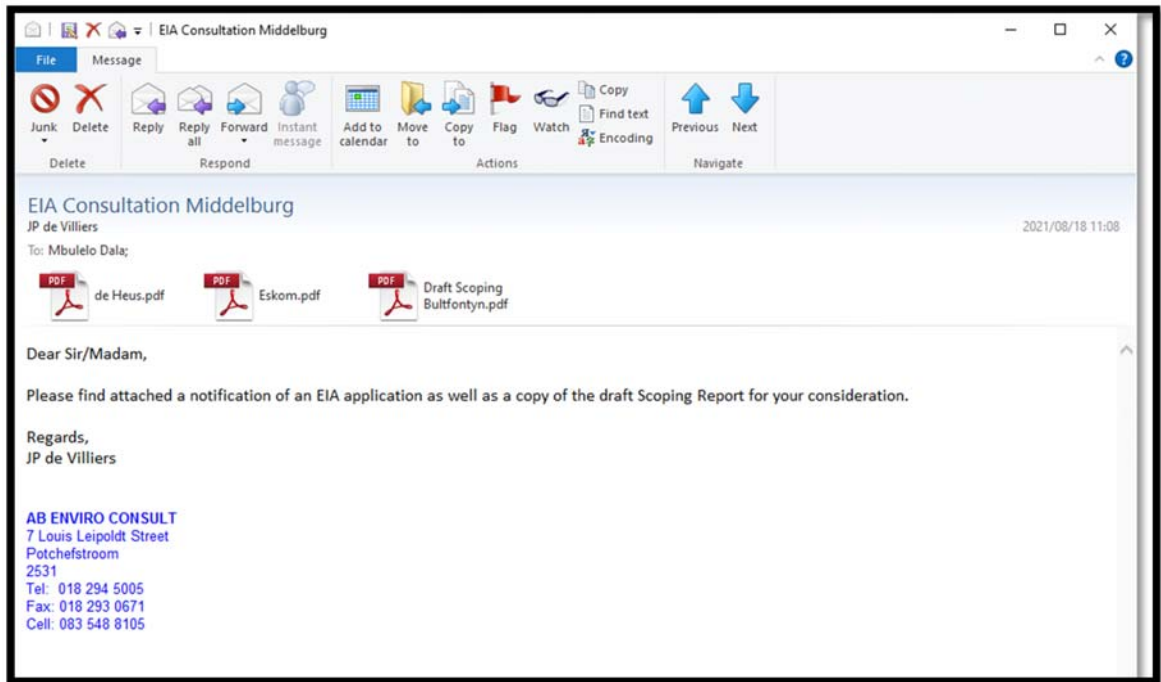 EIA Consultation Middelburg
File Message
Junk Delete Reply Reply all Forward Instant message Add to calendar Move to Copy to Flag Watch Copy Find text Encoding Previous Next
Delete Respond Actions Navigate
EIA Consultation Middelburg
JP de Villiers
2021/08/18 11:08
To: Mbulelo Dala;
PDF de Heus.pdf
PDF Eskom.pdf
PDF Draft Scoping
Bultfontyn.pdf
Dear Sir/Madam,
Please find attached a notification of an EIA application as well as a copy of the draft Scoping Report for your consideration.
Regards,
JP de Villiers
AB ENVIRO CONSULT
7 Louis Leipoldt Street
Potchefstroom
2531
Tel: 018 294 5005
Fax: 018 293 0671
Cell: 083 548 8105